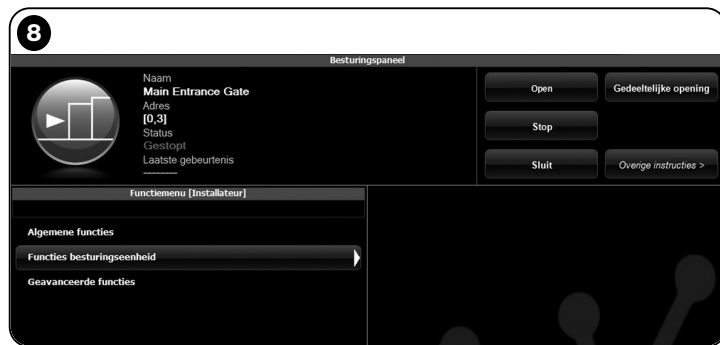 8
Besturingspaneel
Naam
Main Entrance Gate
Adres
[0,3]
Status
Gestopt
Laatste gebeurtenis
--------
Open
Gedeeltelijke opening
Stop
Sluit
Overige instructies >
Functiemenu [Installateur]
Algemene functies
Functies besturingseenheid
Geavanceerde functies